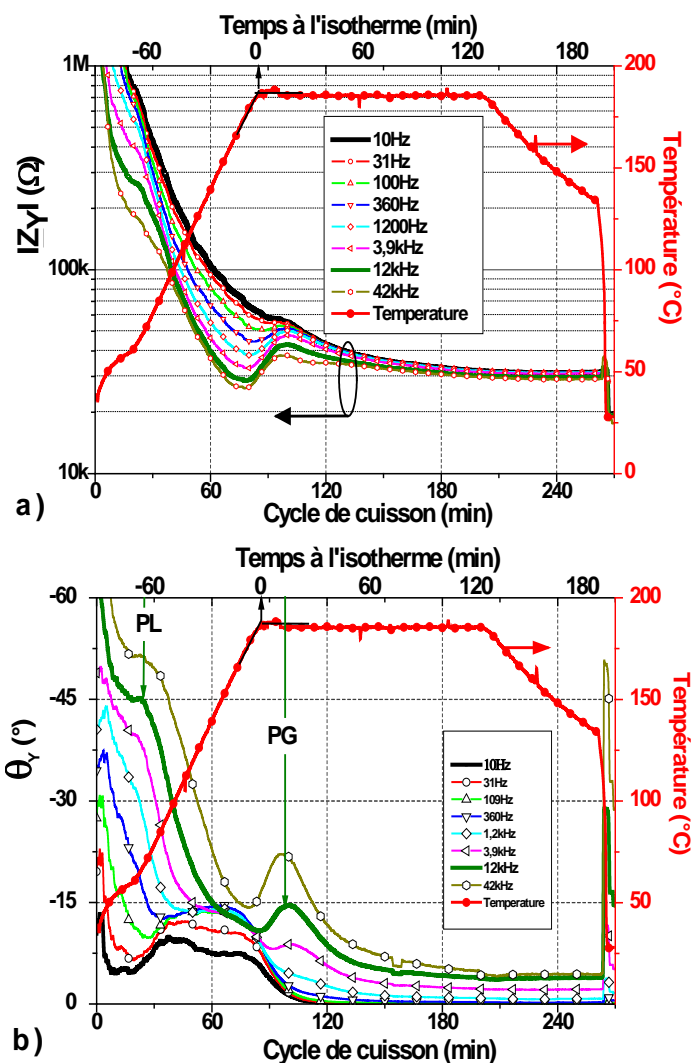 Temps à l'isotherme (min)
-60 0 60 120 180
1M 200
150
100k 100
50
10k 0
|Z_Y| (Ω)
Température (°C)
10Hz
31Hz
100Hz
360Hz
1200Hz
3,9kHz
12kHz
42kHz
Temperature
0 60 120 180 240
Cycle de cuisson (min)
a)
Temps à l'isotherme (min)
-60 0 60 120 180
-60 200
-45 150
-30 100
-15 50
0 0
θ_Y (°)
Température (°C)
PL
PG
10Hz
31Hz
109Hz
360Hz
1,2kHz
3,9kHz
12kHz
42kHz
Temperature
0 60 120 180 240
Cycle de cuisson (min)
b)